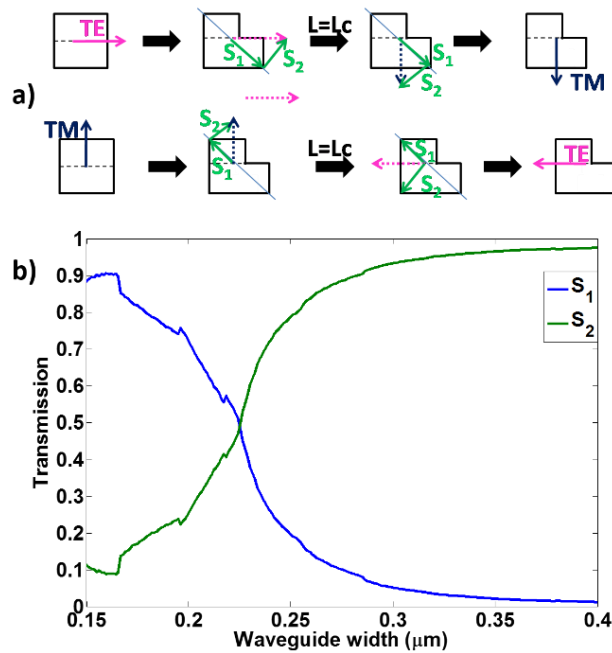 TE
S1
S2
L=Lc
S1
S2
TM
a)
TM
S2
S1
L=Lc
S1
S2
TE
b)
1
0.9
0.8
0.7
0.6
0.5
0.4
0.3
0.2
0.1
0
Transmission
S1
S2
0.15
0.2
0.25
0.3
0.35
0.4
Waveguide width (μm)